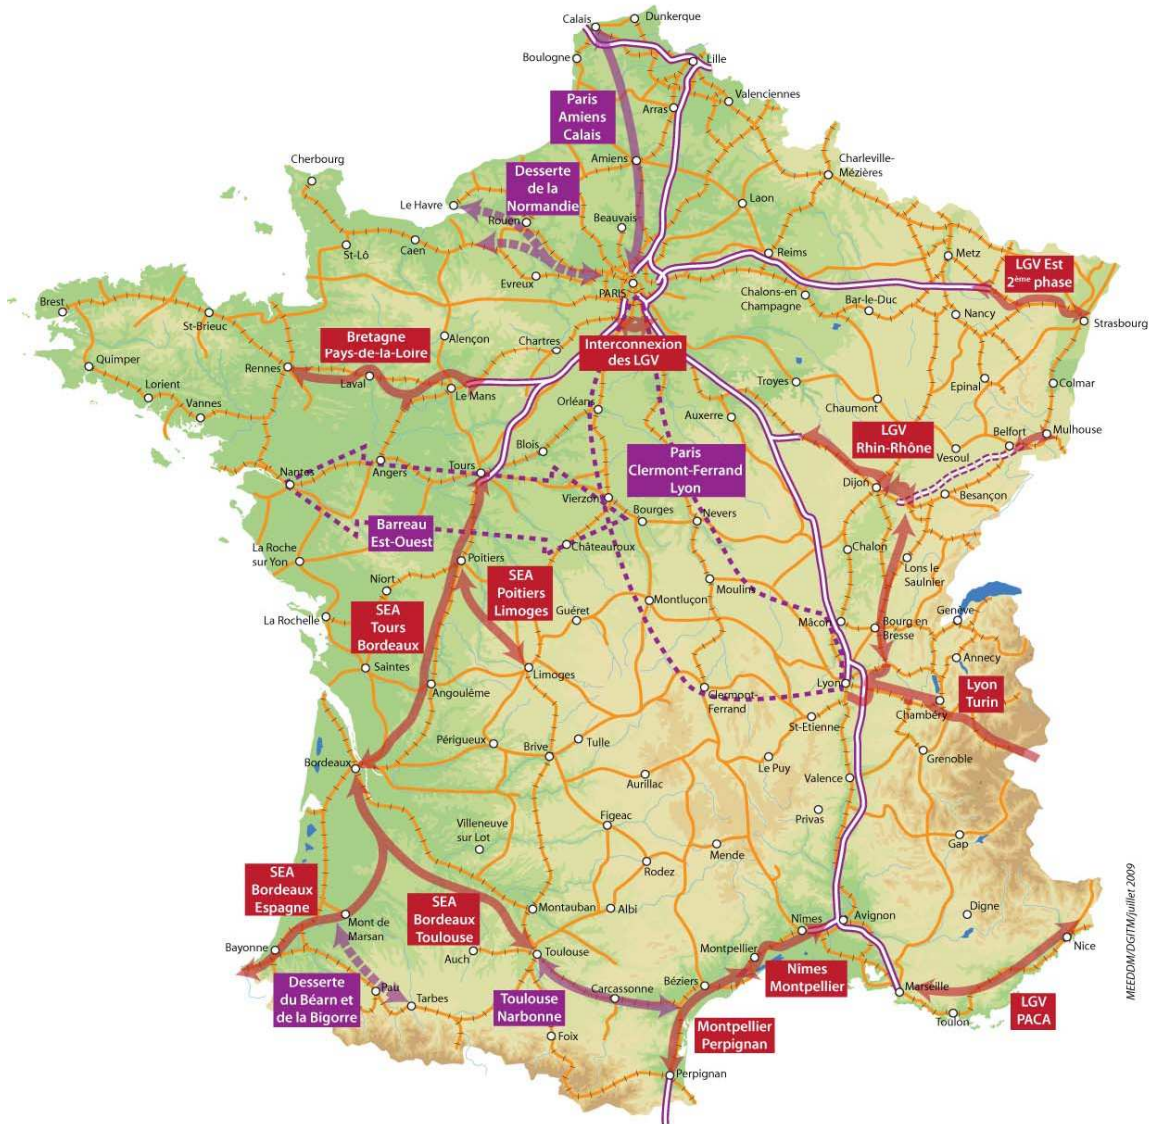 Calais
Dunkerque
Boulogne
Lille
Valenciennes
Paris
Amiens
Calais
Arras
Amiens
Charleville-
Mézières
Cherbourg
Desserte
de la
Normandie
Le Havre
Rouen
Beauvais
Laon
St-Lô
Caen
Reims
Metz
LGV Est
2ème phase
Evreux
PARIS
Chalons-en
Champagne
Bar-le-Duc
Nancy
Strasbourg
Brest
St-Brieuc
Alençon
Chartres
Bretagne
Pays-de-la-Loire
Interconnexion
des LGV
Quimper
Rennes
Laval
Le Mans
Troyes
Epinal
Colmar
Lorient
Vannes
Orléans
Auxerre
Chaumont
LGV
Rhin-Rhône
Belfort
Mulhouse
Vesoul
Blois
Paris
Clermont-Ferrand
Lyon
Nantes
Angers
Tours
Dijon
Besançon
Vierzon
Bourges
Nevers
Barreau
Est-Ouest
Châteauroux
Chalon
Lons le
Saulnier
La Roche
sur Yon
Poitiers
Niort
SEA
Poitiers
Limoges
Moulins
Montluçon
Guéret
La Rochelle
SEA
Tours
Bordeaux
Mâcon
Bourg en
Bresse
Genève
Annecy
Saintes
Limoges
Angoulême
Clermont-
Ferrand
Lyon
Lyon
Turin
Chambéry
St-Etienne
Périgueux
Brive
Tulle
Grenoble
Bordeaux
Le Puy
Aurillac
Valence
Privas
Villeneuve
sur Lot
Figeac
Gap
Mende
Rodez
SEA
Bordeaux
Espagne
SEA
Bordeaux
Toulouse
Mont de
Marsan
Montauban
Albi
Nîmes
Avignon
Digne
Bayonne
Auch
Toulouse
Montpellier
Nice
Desserte
du Béarn et
de la Bigorre
Pau
Tarbes
Toulouse
Narbonne
Carcassonne
Béziers
Nîmes
Montpellier
Marseille
LGV
PACA
Toulon
Foix
Montpellier
Perpignan
Perpignan
MEEDDM/DGITM/juillet 2009